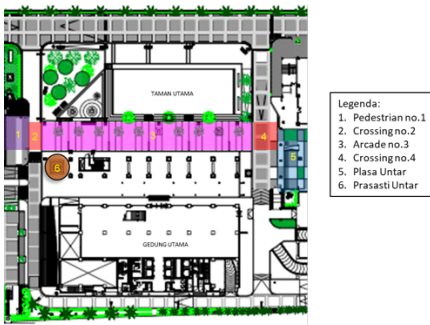 TAMAN UTAMA
1
2
3
4
5
6
GEDUNG UTAMA
Legenda:
1. Pedestrian no.1
2. Crossing no.2
3. Arcade no.3
4. Crossing no.4
5. Plasa Untar
6. Prasasti Untar